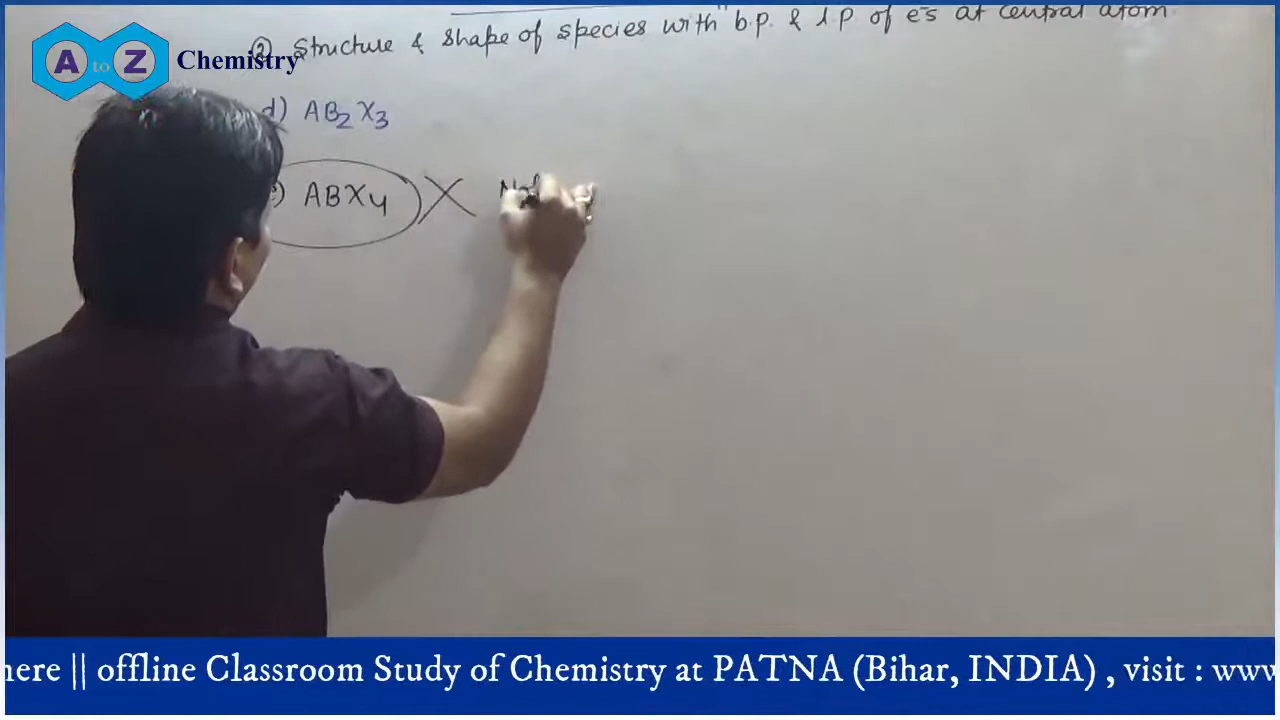 ② Structure & Shape of species with b.p. & l.p. of e⁻s at central atom.
A to Z Chemistry
d) AB₂X₃
e) ABX₄ X
here || offline Classroom Study of Chemistry at PATNA (Bihar, INDIA) , visit : www